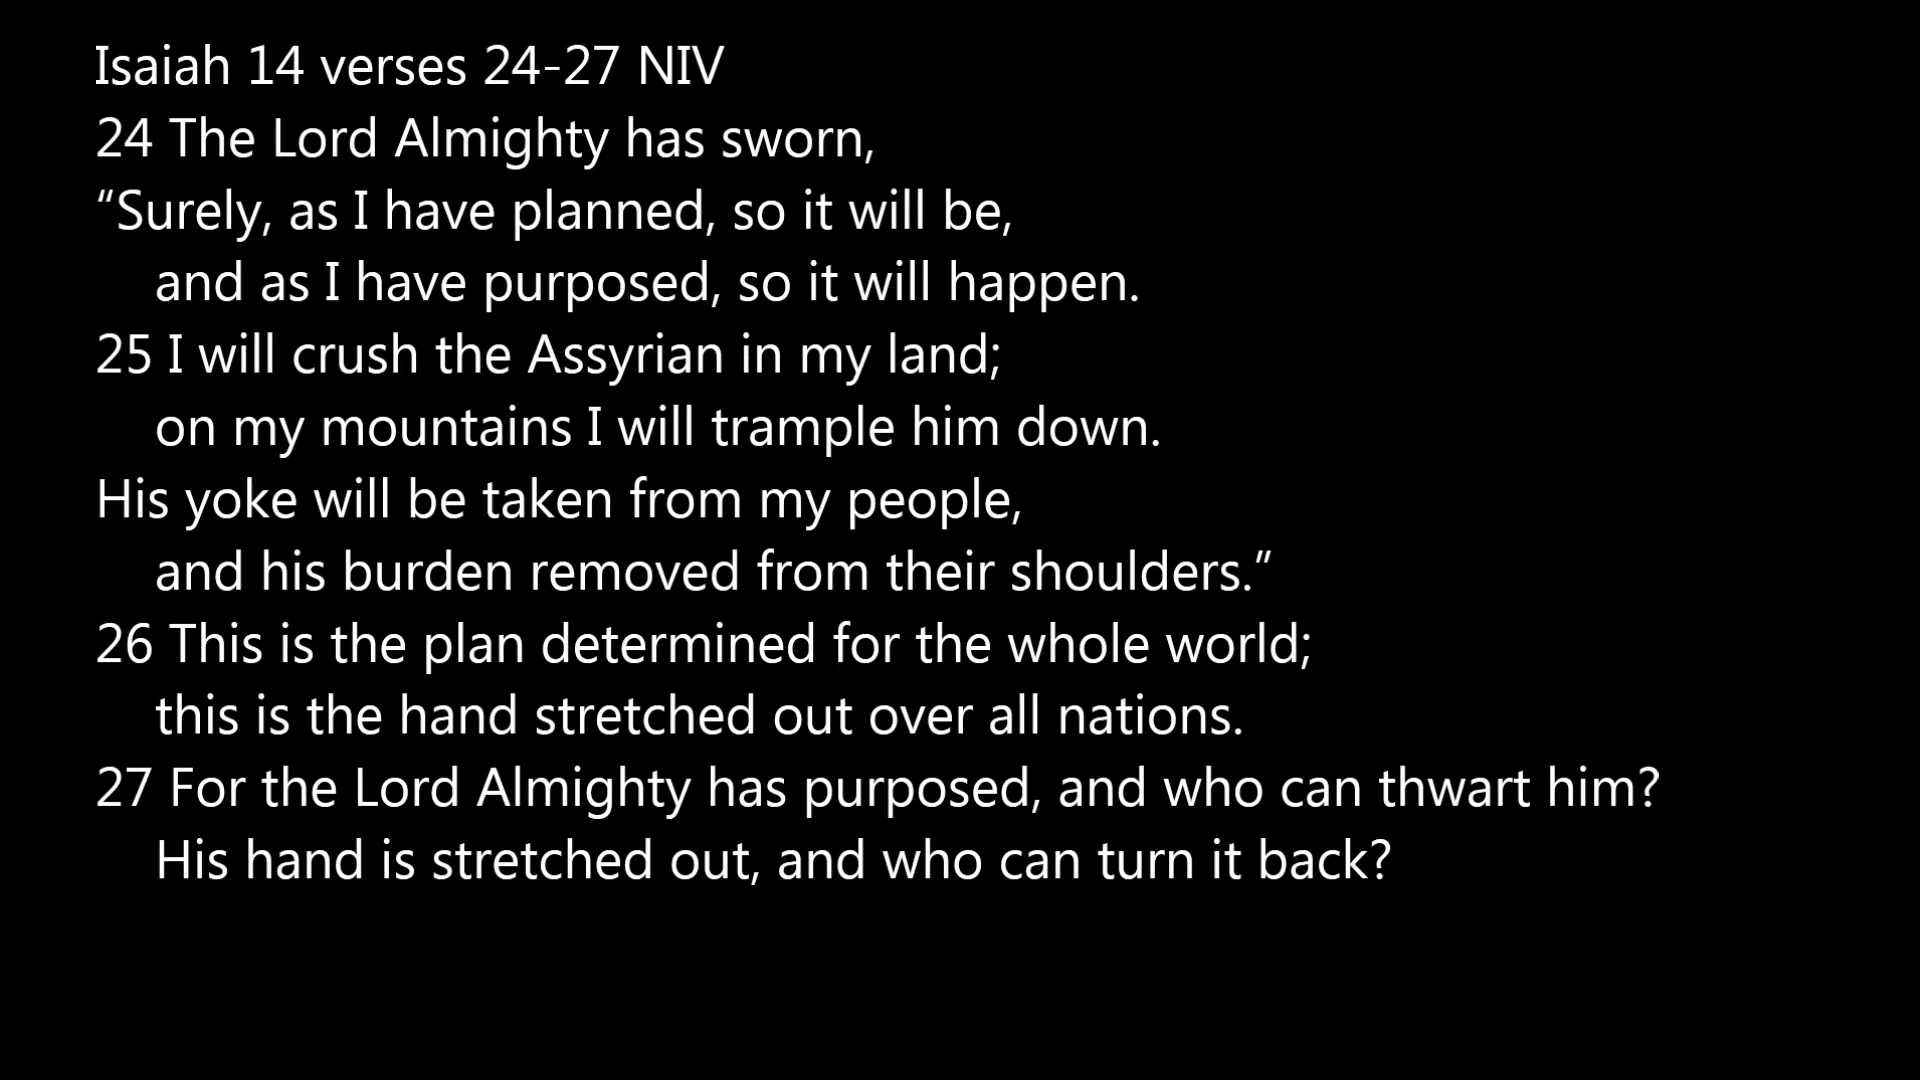 Isaiah 14 verses 24-27 NIV
24 The Lord Almighty has sworn,
“Surely, as I have planned, so it will be,
and as I have purposed, so it will happen.
25 I will crush the Assyrian in my land;
on my mountains I will trample him down.
His yoke will be taken from my people,
and his burden removed from their shoulders.”
26 This is the plan determined for the whole world;
this is the hand stretched out over all nations.
27 For the Lord Almighty has purposed, and who can thwart him?
His hand is stretched out, and who can turn it back?